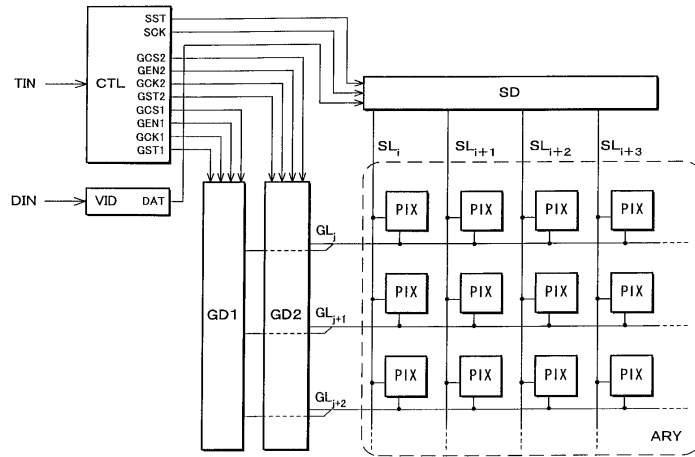 SST
SCK
GCS2
TIN CTL GEN2
GCK2
GST2
GCS1
GEN1
GCK1
GST1
SD
SLi SLi+1 SLi+2 SLi+3
DIN VID DAT
PIX PIX PIX PIX
GLj
PIX PIX PIX PIX
GD1 GD2 GLj+1
PIX PIX PIX PIX
GLj+2
ARY